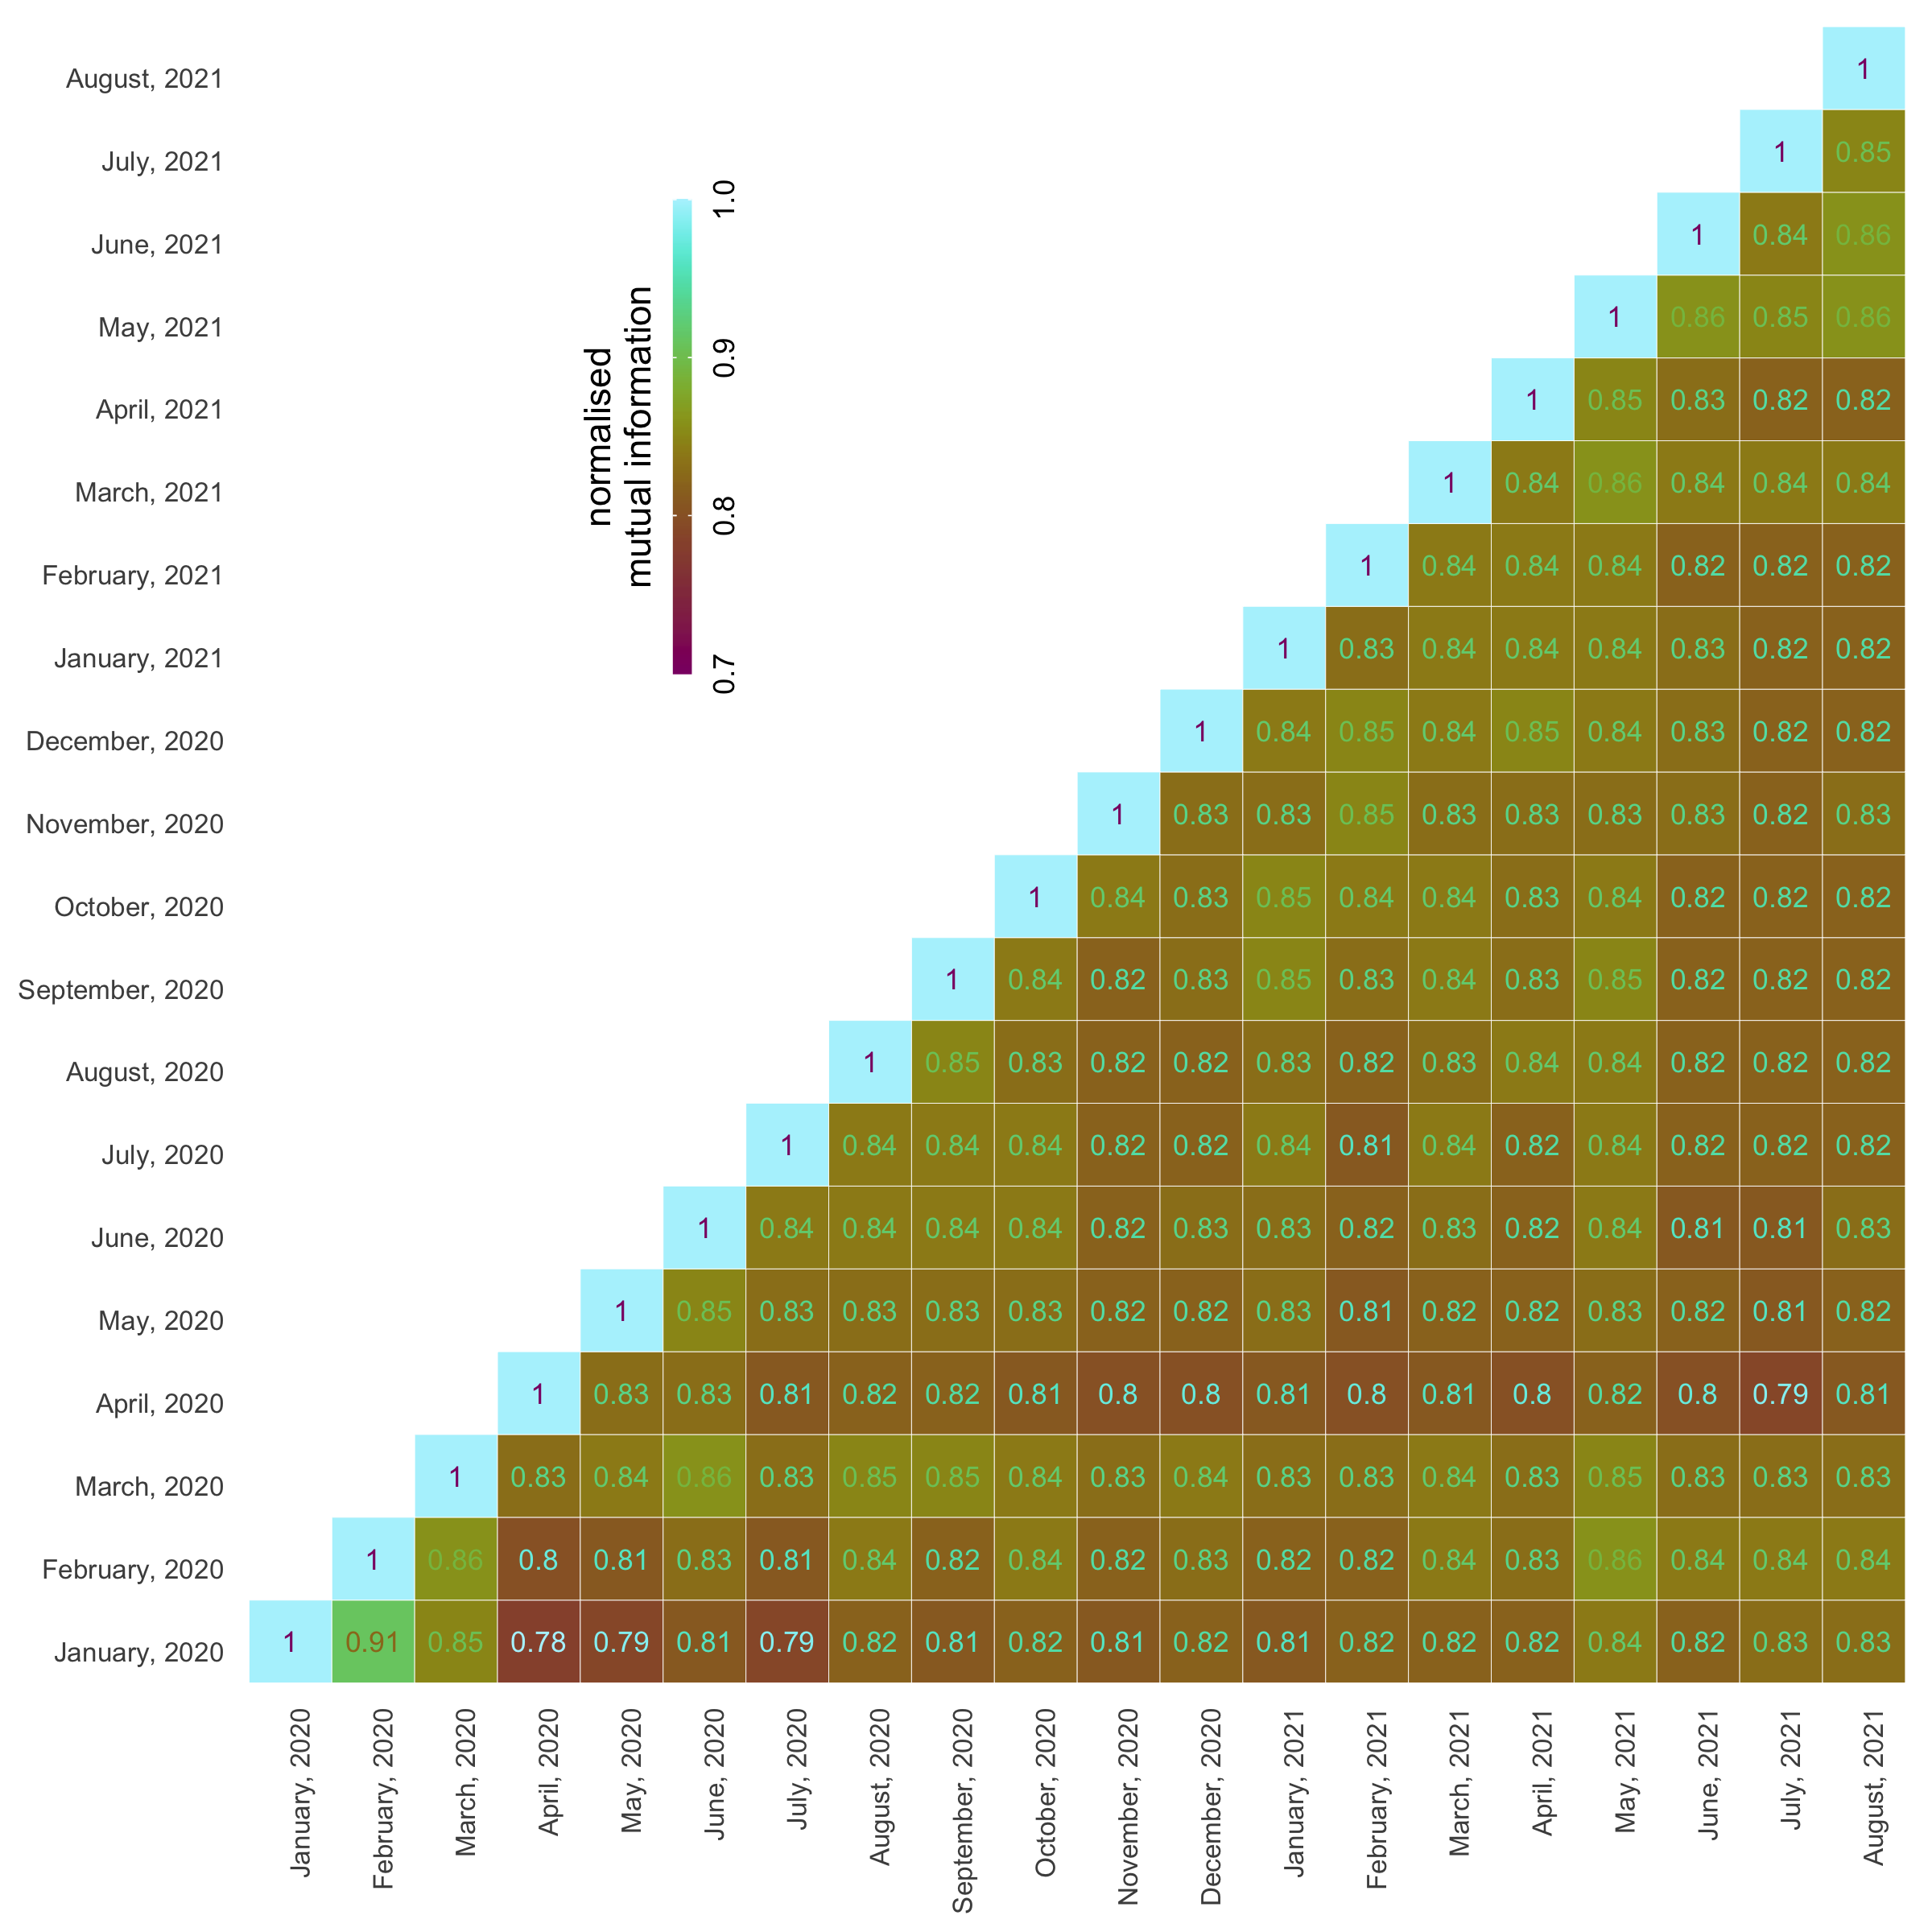 August, 2021 1
July, 2021 1 0.85
June, 2021 1 0.84 0.86
May, 2021 1 0.86 0.85 0.86
April, 2021 1 0.85 0.83 0.82 0.82
March, 2021 1 0.84 0.86 0.84 0.84 0.84
February, 2021 1 0.84 0.84 0.84 0.82 0.82 0.82
January, 2021 1 0.83 0.84 0.84 0.84 0.83 0.82 0.82
December, 2020 1 0.84 0.85 0.84 0.85 0.84 0.83 0.82 0.82
November, 2020 1 0.83 0.83 0.85 0.83 0.83 0.83 0.83 0.82 0.83
October, 2020 1 0.84 0.83 0.85 0.84 0.84 0.83 0.84 0.82 0.82 0.82
September, 2020 1 0.84 0.82 0.83 0.85 0.83 0.84 0.83 0.85 0.82 0.82 0.82
August, 2020 1 0.85 0.83 0.82 0.82 0.83 0.82 0.83 0.84 0.84 0.82 0.82 0.82
July, 2020 1 0.84 0.84 0.84 0.82 0.82 0.84 0.81 0.84 0.82 0.84 0.82 0.82 0.82
June, 2020 1 0.84 0.84 0.84 0.84 0.82 0.83 0.83 0.82 0.83 0.82 0.84 0.81 0.81 0.83
May, 2020 1 0.85 0.83 0.83 0.83 0.83 0.82 0.82 0.83 0.81 0.82 0.82 0.83 0.82 0.81 0.82
April, 2020 1 0.83 0.83 0.81 0.82 0.82 0.81 0.8 0.8 0.81 0.8 0.81 0.8 0.82 0.8 0.79 0.81
March, 2020 1 0.83 0.84 0.86 0.83 0.85 0.85 0.84 0.83 0.84 0.83 0.83 0.84 0.83 0.85 0.83 0.83 0.83
February, 2020 1 0.86 0.8 0.81 0.83 0.81 0.84 0.82 0.84 0.82 0.83 0.82 0.82 0.84 0.83 0.86 0.84 0.84 0.84
January, 2020 1 0.91 0.85 0.78 0.79 0.81 0.79 0.82 0.81 0.82 0.81 0.82 0.81 0.82 0.82 0.82 0.84 0.82 0.83 0.83
normalised
mutual information
0.7
0.8
0.9
1.0
January, 2020
February, 2020
March, 2020
April, 2020
May, 2020
June, 2020
July, 2020
August, 2020
September, 2020
October, 2020
November, 2020
December, 2020
January, 2021
February, 2021
March, 2021
April, 2021
May, 2021
June, 2021
July, 2021
August, 2021